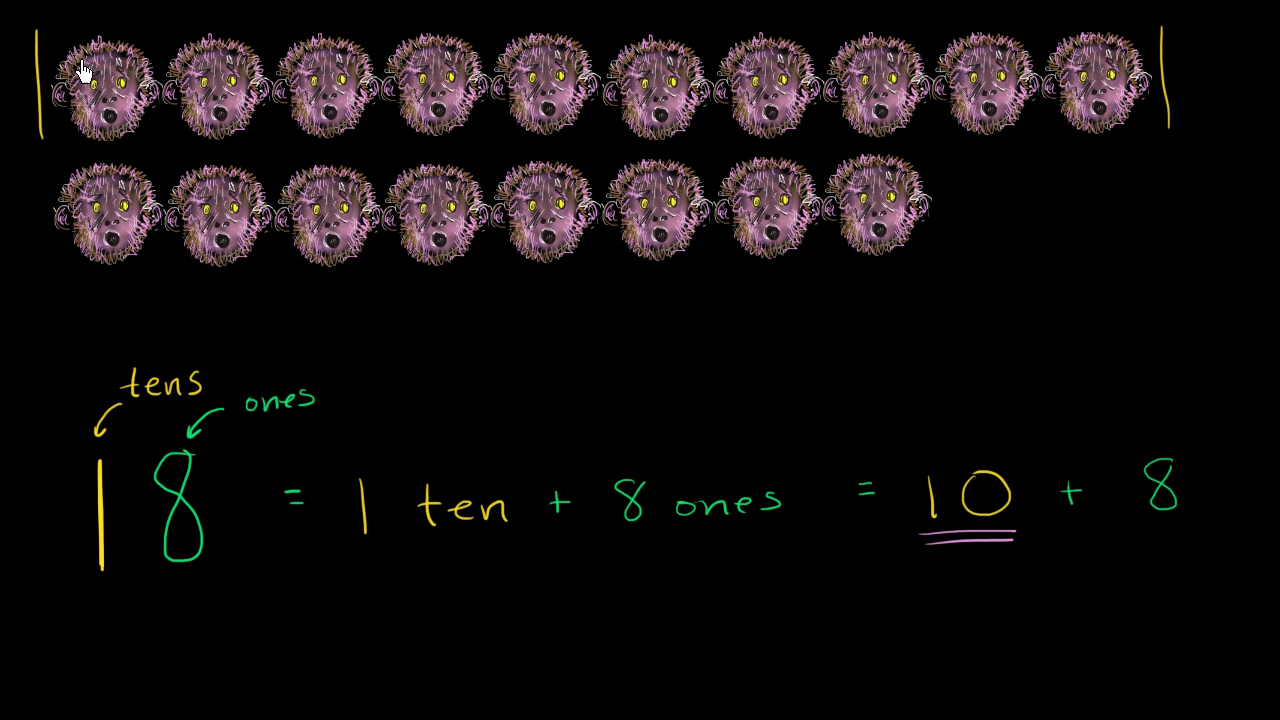 tens
ones
18 = 1 ten + 8 ones = 10 + 8